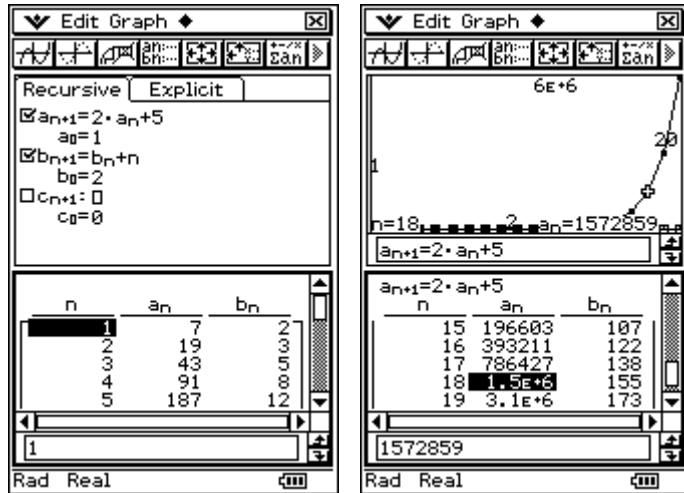 Edit Graph
Recursive Explicit
aₙ₊₁=2·aₙ+5
a₀=1
bₙ₊₁=bₙ+n
b₀=2
cₙ₊₁:□
c₀=0
n aₙ bₙ
1 7 2
2 19 3
3 43 5
4 91 8
5 187 12
1
Rad Real
Edit Graph
6E+6
20
1
n=18 2 aₙ=1572859
aₙ₊₁=2·aₙ+5
aₙ₊₁=2·aₙ+5
n aₙ bₙ
15 196603 107
16 393211 122
17 786427 138
18 1.5E+6 155
19 3.1E+6 173
1572859
Rad Real